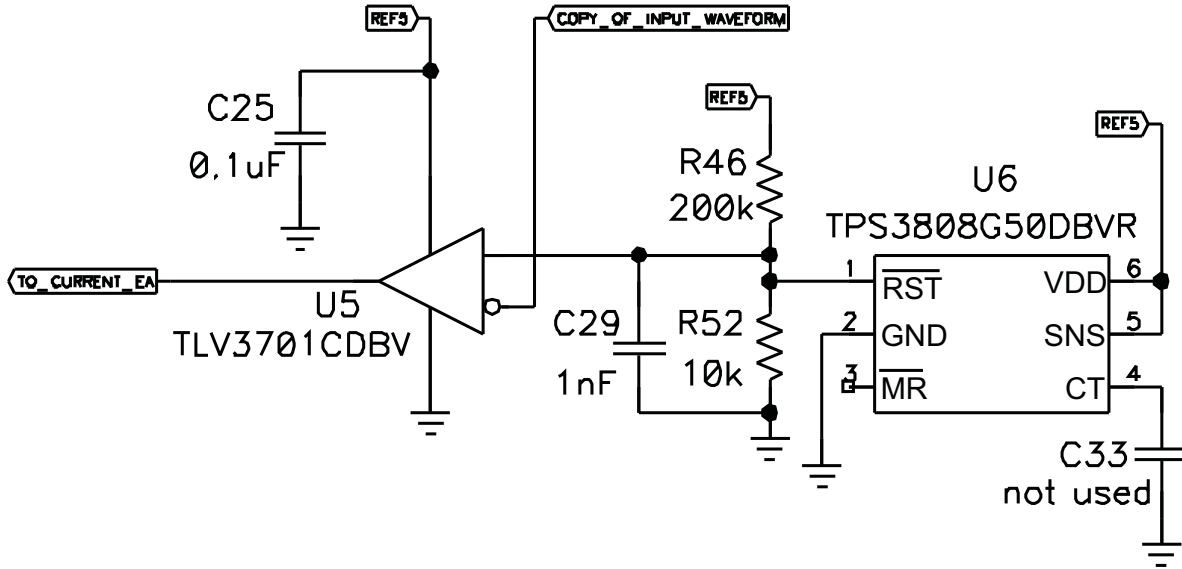 REF5
COPY_OF_INPUT_WAVEFORM
C25
0.1uF
REF5
REF5
R46
200k
U6
TPS3808G50DBVR
TO_CURRENT_EA
U5
TLV3701CDBV
C29
1nF
R52
10k
1
RST
VDD
6
2
GND
SNS
5
3
MR
CT
4
C33
not used